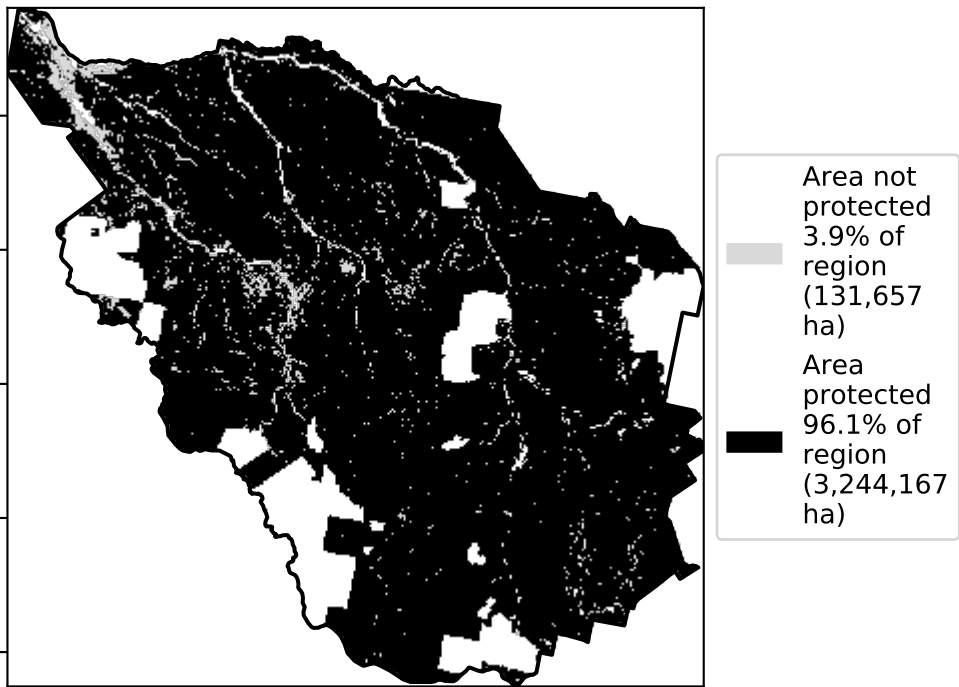 Area not
protected
3.9% of
region
(131,657
ha)
Area
protected
96.1% of
region
(3,244,167
ha)